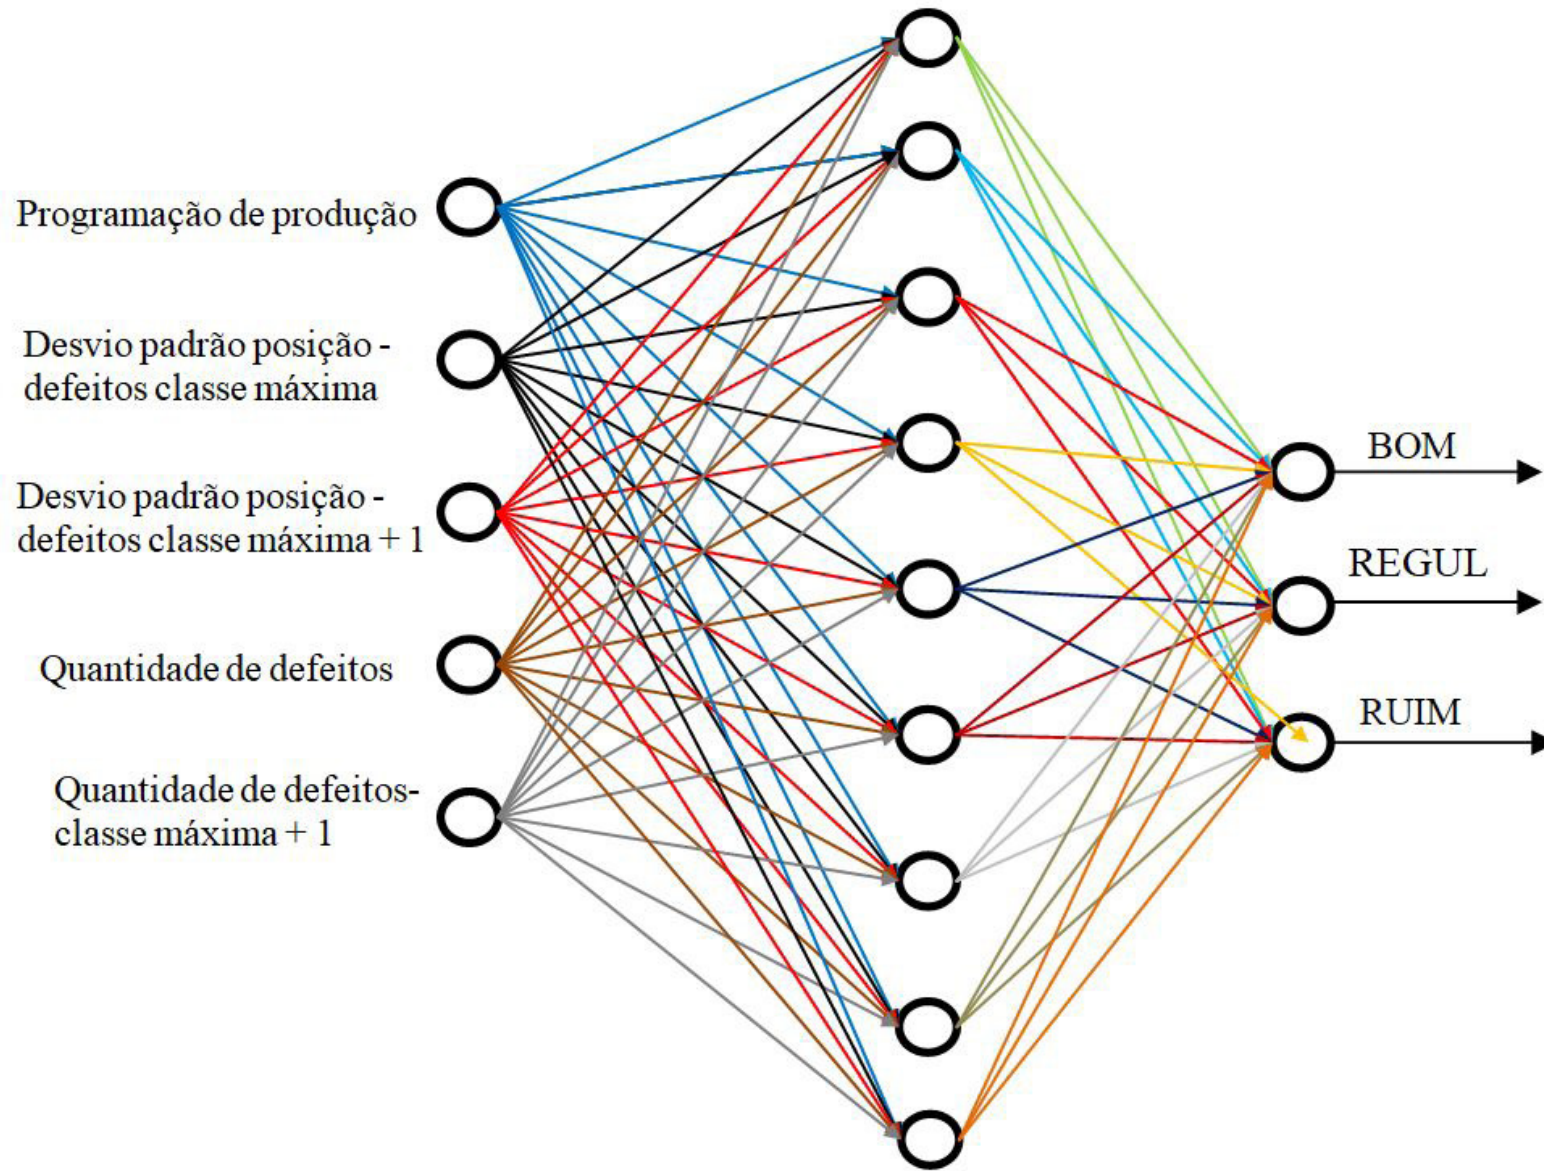 Programação de produção
Desvio padrão posição -
defeitos classe máxima
Desvio padrão posição -
defeitos classe máxima + 1
Quantidade de defeitos
Quantidade de defeitos-
classe máxima + 1
BOM
REGUL
RUIM